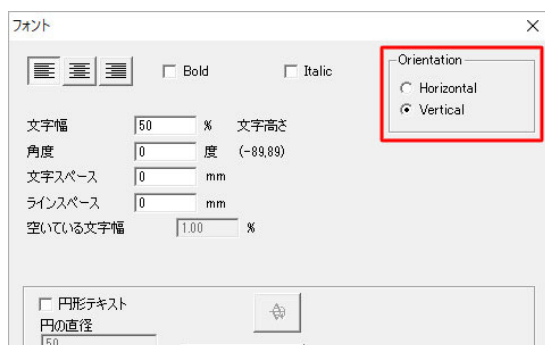 フォント
Bold
Italic
Orientation
Horizontal
Vertical
文字幅 50 % 文字高さ
角度 0 度 (-89,89)
文字スペース 0 mm
ラインスペース 0 mm
空いている文字幅 1.00 %
円形テキスト
円の直径
50